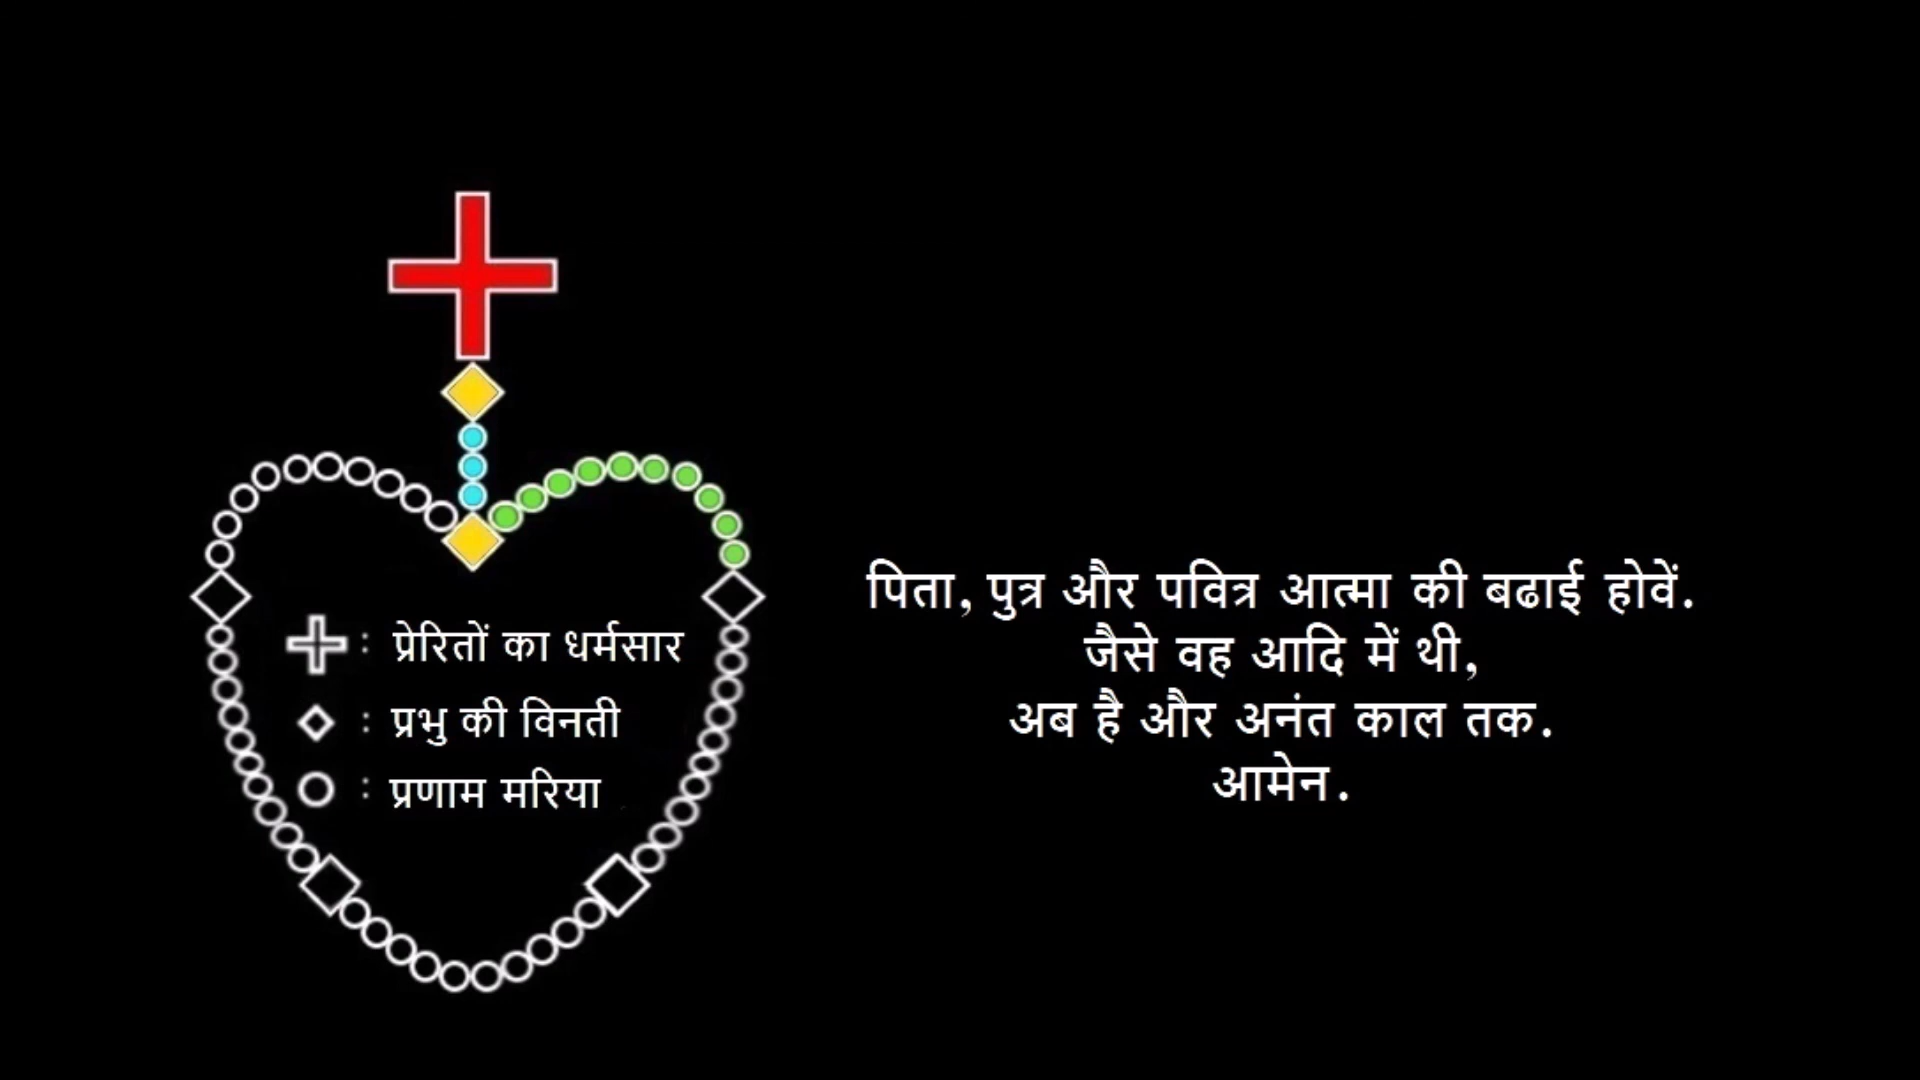 : प्रेरितों का धर्मसार
: प्रभु की विनती
: प्रणाम मरिया
पिता, पुत्र और पवित्र आत्मा की बढाई होवें.
जैसे वह आदि में थी,
अब है और अनंत काल तक.
आमेन.